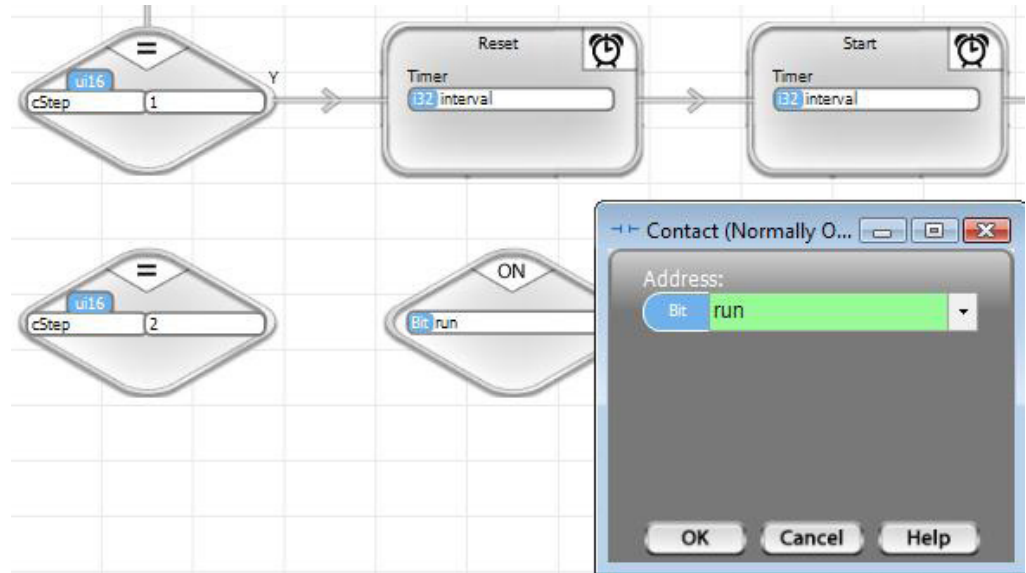 =
ui16
cStep 1
Y
Reset
Timer
i32 interval
Start
Timer
i32 interval
=
ui16
cStep 2
ON
Bit run
Contact (Normally O...
Address:
Bit run
OK Cancel Help